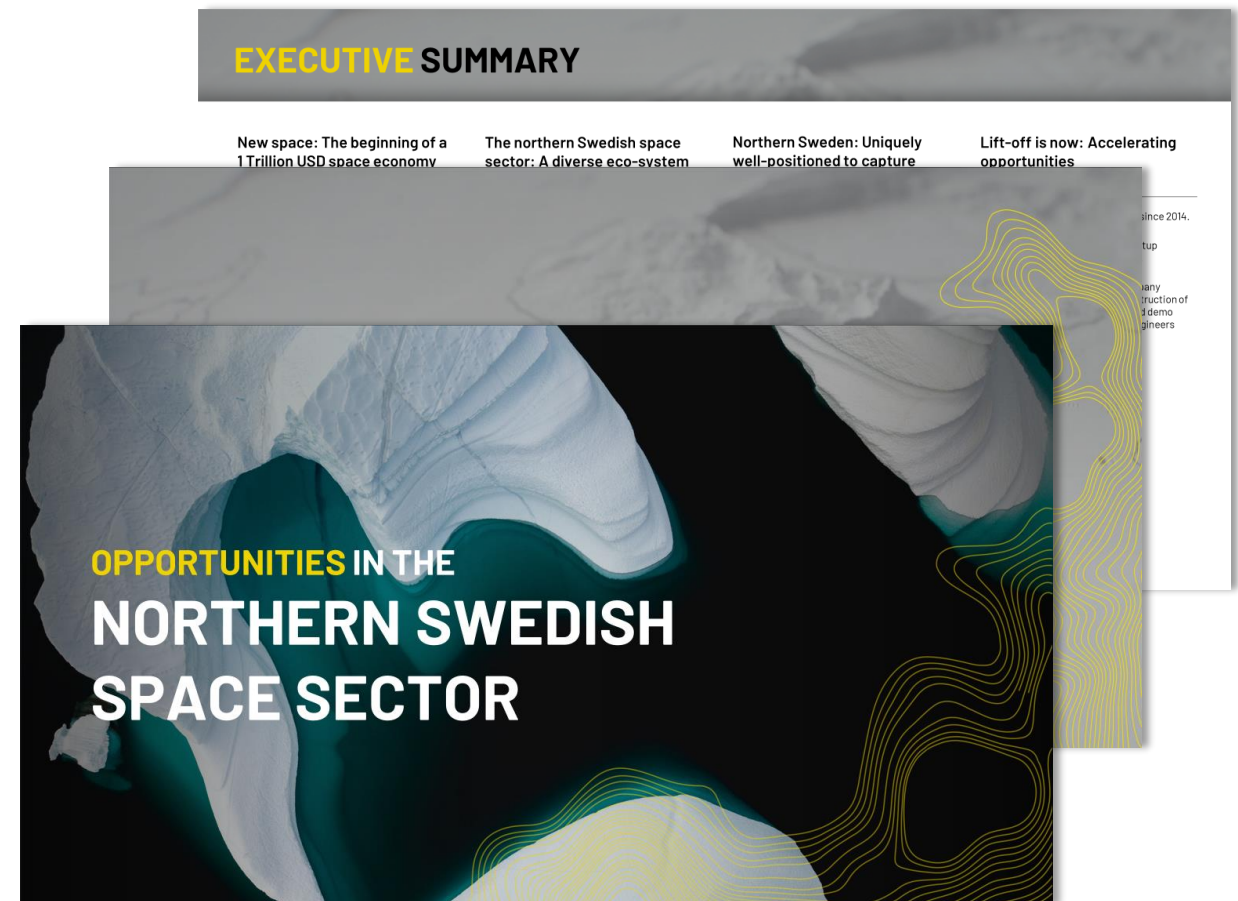 EXECUTIVE SUMMARY
New space: The beginning of a
1 Trillion USD space economy
The northern Swedish space
sector: A diverse eco-system
Northern Sweden: Uniquely
well-positioned to capture
Lift-off is now: Accelerating
opportunities
since 2014.
demo
OPPORTUNITIES IN THE
NORTHERN SWEDISH
SPACE SECTOR